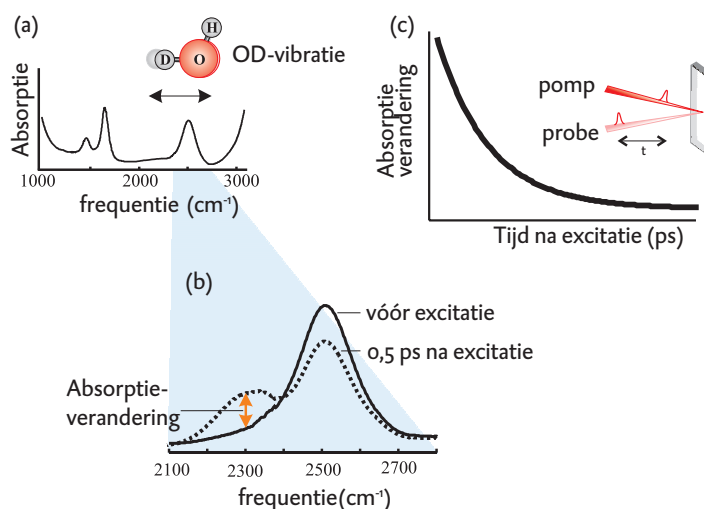 (a)
H
D
O
OD-vibratie
Absorptie
1000
2000
3000
frequentie (cm⁻¹)
(c)
pomp
probe
t
Absorptie
verandering
Tijd na excitatie (ps)
(b)
vóór excitatie
0,5 ps na excitatie
Absorptie-
verandering
2100
2300
2500
2700
frequentie(cm⁻¹)